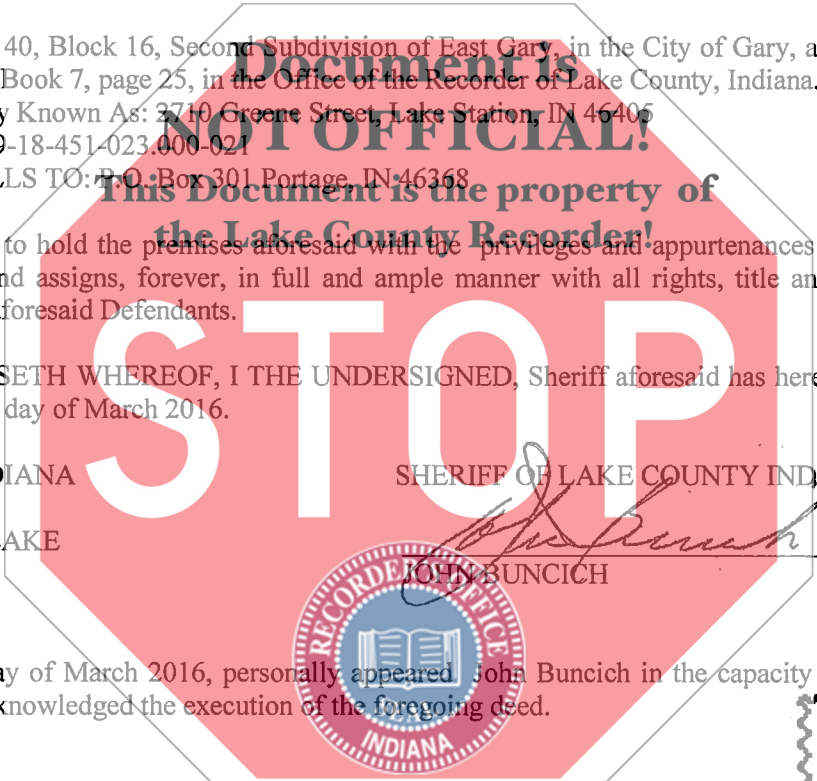 40, Block 16, Second Subdivision of East Gary, in the City of Gary, a
Document is
Book 7, page 25, in the Office of the Recorder of Lake County, Indiana.
y Known As: 2710 Greene Street, Lake Station, IN 46405
NOT OFFICIAL!
9-18-451-023.000-021
LS TO: P.O. Box 301 Portage, IN 46368
This Document is the property of
the Lake County Recorder!
to hold the premises aforesaid with the privileges and appurtenances
nd assigns, forever, in full and ample manner with all rights, title an
foresaid Defendants.
STOP
SETH WHEREOF, I THE UNDERSIGNED, Sheriff aforesaid has here
day of March 2016.
DIANA
SHERIFF OF LAKE COUNTY IND
John Buncich
AKE
JOHN BUNCICH
RECORDER'S OFFICE
ay of March 2016, personally appeared John Buncich in the capacity
knowledged the execution of the foregoing deed.
SEAL
INDIANA